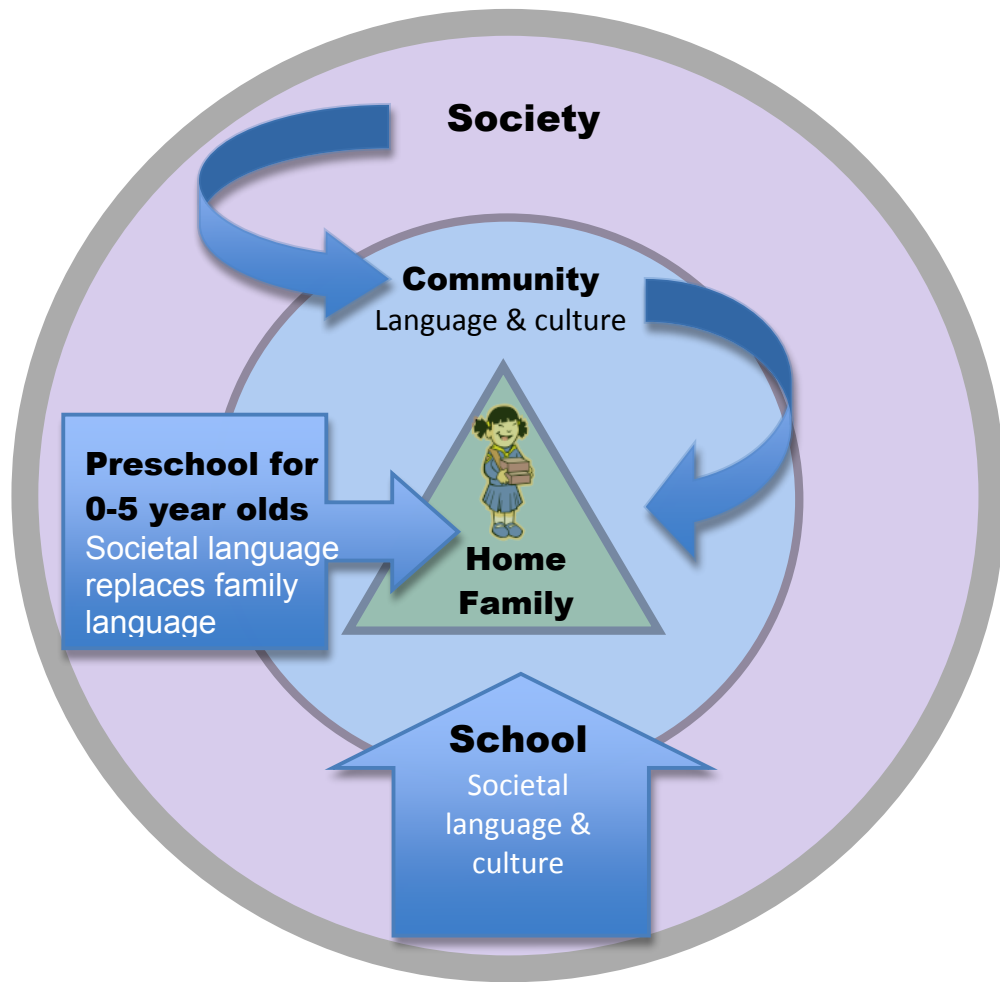 Society
Community
Language & culture
Preschool for
0-5 year olds
Societal language
replaces family
language
Home
Family
School
Societal
language &
culture